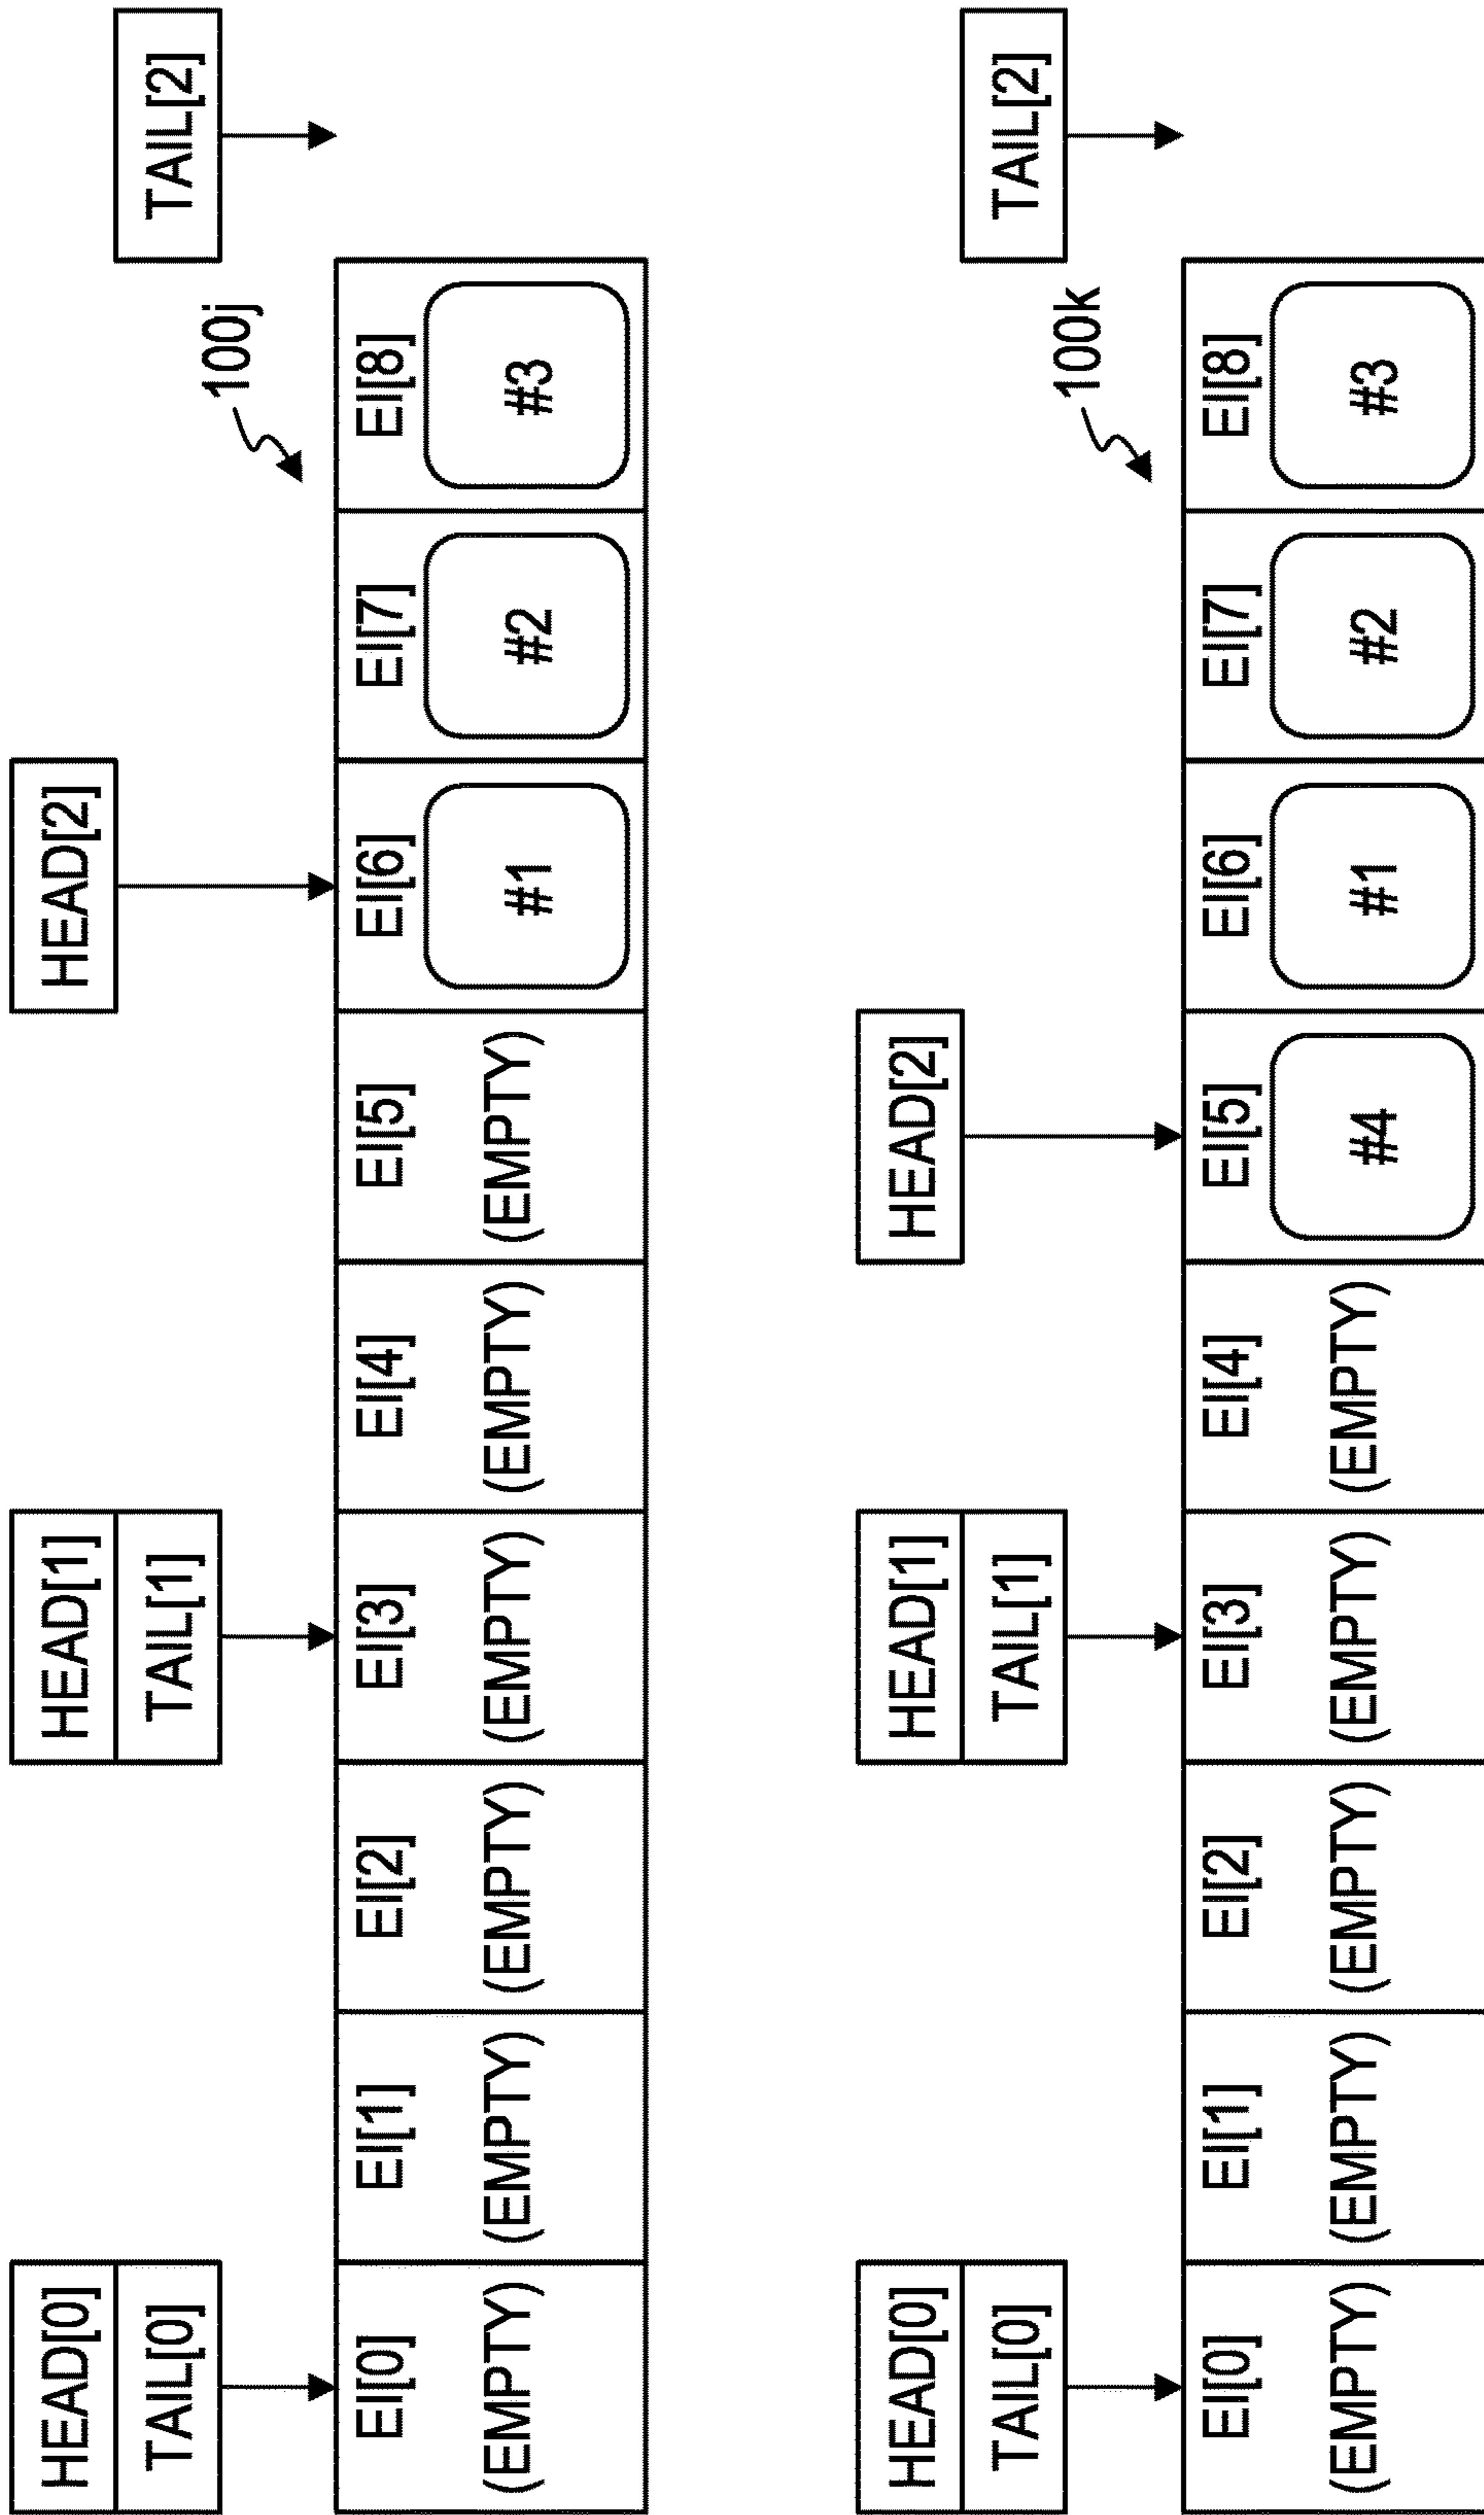 HEAD[0] HEAD[1] HEAD[2]
TAIL[0] TAIL[1] TAIL[2]
100j
EI[0] EI[1] EI[2] EI[3] EI[4] EI[5] EI[6] EI[7] EI[8]
(EMPTY) (EMPTY) (EMPTY) (EMPTY) (EMPTY) (EMPTY) #1 #2 #3
HEAD[0] HEAD[1] HEAD[2]
TAIL[0] TAIL[1] TAIL[2]
100k
EI[0] EI[1] EI[2] EI[3] EI[4] EI[5] EI[6] EI[7] EI[8]
(EMPTY) (EMPTY) (EMPTY) (EMPTY) (EMPTY) #4 #1 #2 #3